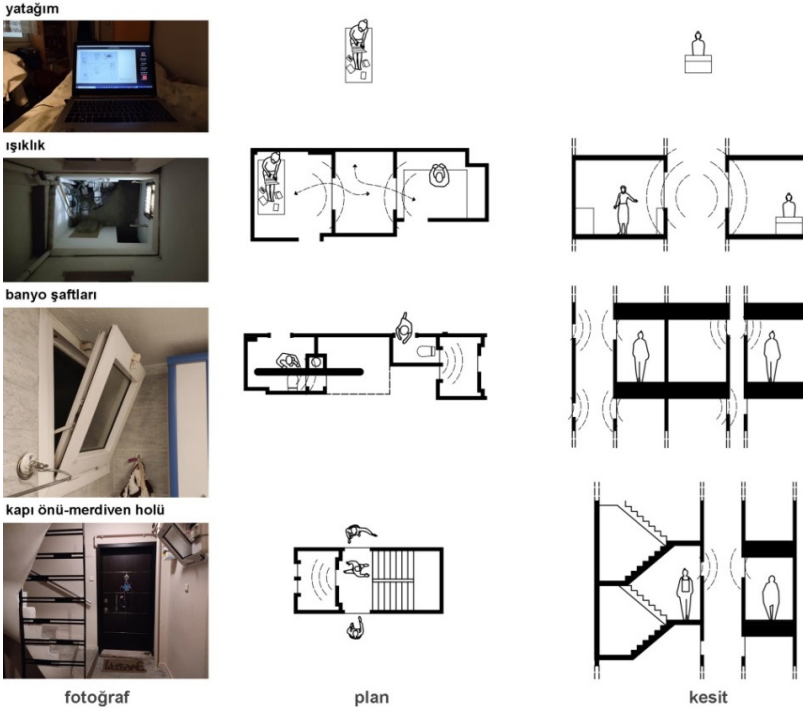 yatağım
ışıklık
banyo şaftları
kapı önü-merdiven holü
fotoğraf
plan
kesit